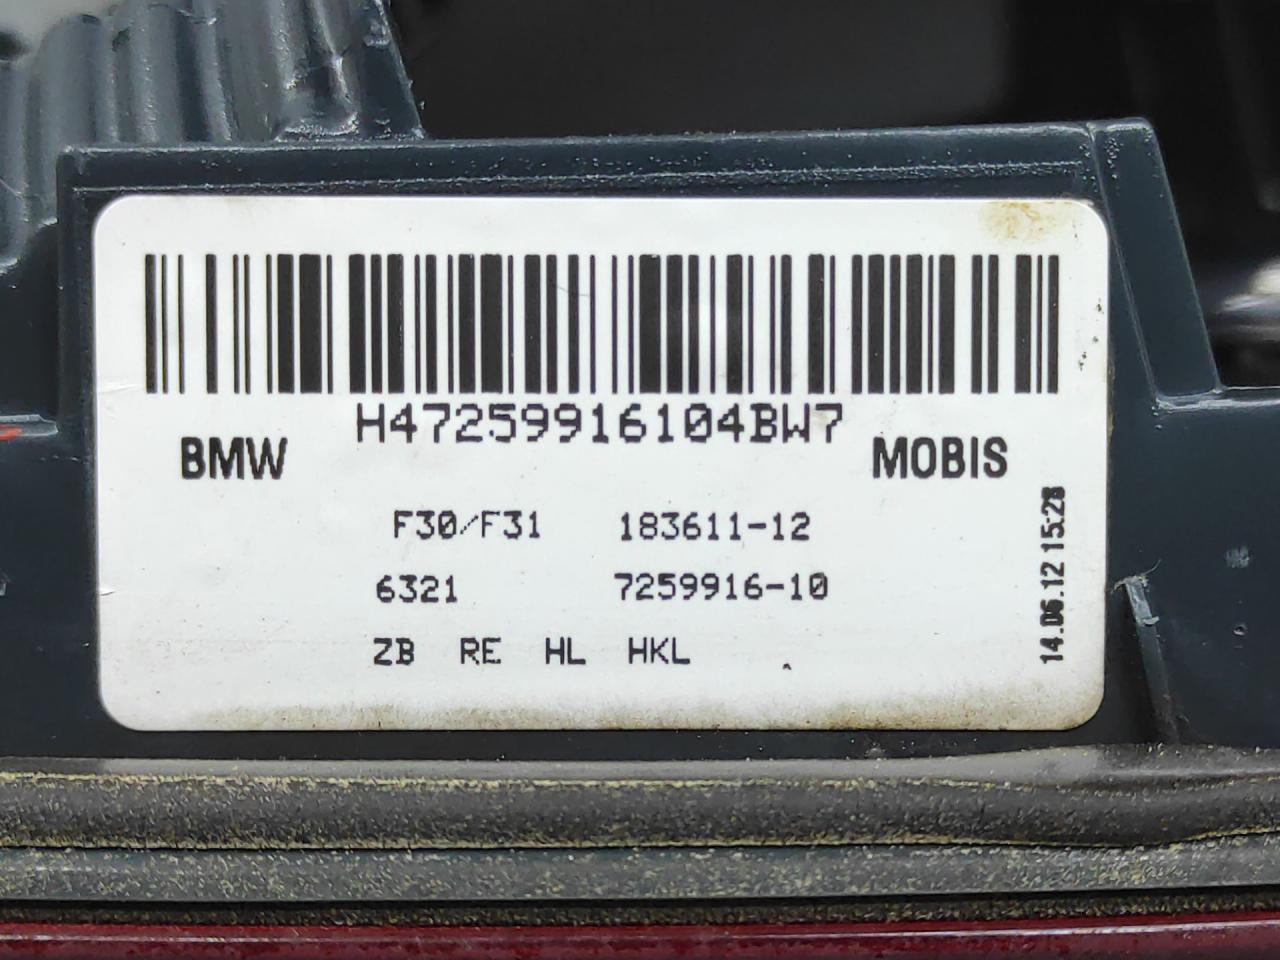 H47259916104BW7
BMW MOBIS
F30/F31 183611-12
6321 7259916-10
ZB RE HL HKL
14.06.12 15:28